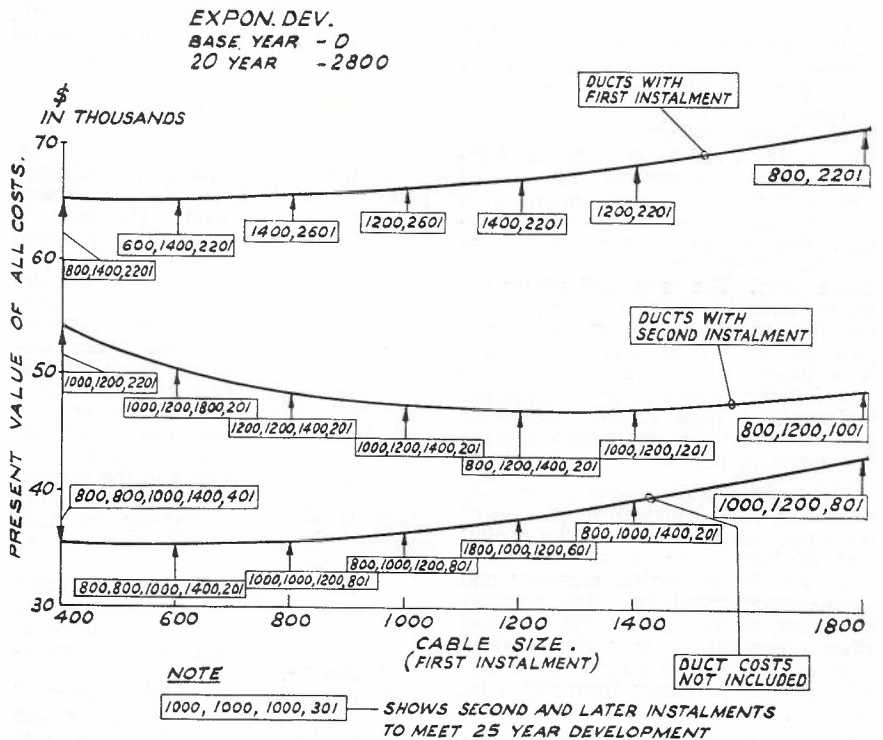 EXPON. DEV.
BASE YEAR - 0
20 YEAR - 2800
$
IN THOUSANDS
PRESENT VALUE OF ALL COSTS.
70
60
50
40
30
DUCTS WITH
FIRST INSTALMENT
800, 2201
600,1400,2201
1400,2601
1200,2601
1400,2201
1200,2201
800,1400,2201
DUCTS WITH
SECOND INSTALMENT
1000,1200,2201
1000,1200,1800,201
1200,1200,1400,201
1000,1200,1400,201
800,1200,1400,201
1000,1200,1201
800,1200,1001
800,800,1000,1400,401
1000,1200,801
800,800,1000,1400,201
1000,1000,1200,801
800,1000,1200,801
1800,1000,1200,601
800,1000,1400,201
400
600
800
1000
1200
1400
1800
CABLE SIZE.
(FIRST INSTALMENT)
DUCT COSTS
NOT INCLUDED
NOTE
1000, 1000, 1000, 301
SHOWS SECOND AND LATER INSTALMENTS
TO MEET 25 YEAR DEVELOPMENT